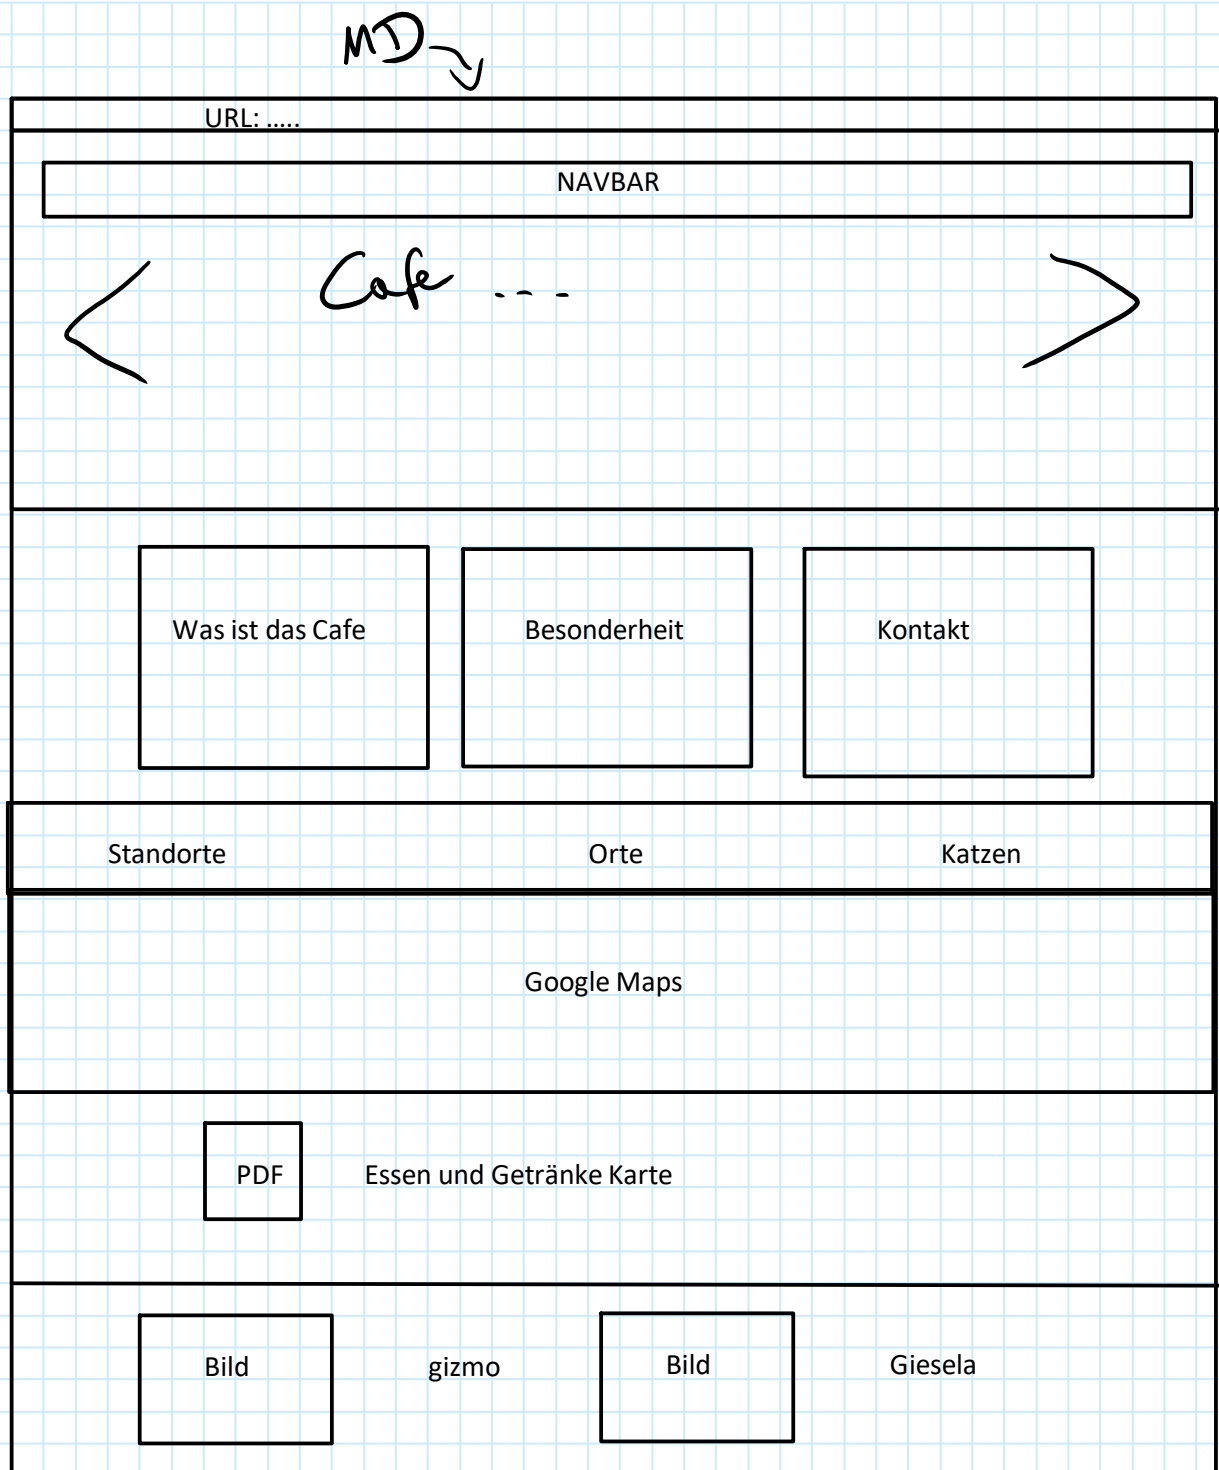 MD
URL: .....
NAVBAR
Cafe ---
Was ist das Cafe Besonderheit Kontakt
Standorte Orte Katzen
Google Maps
PDF Essen und Getränke Karte
Bild gizmo Bild Giesela